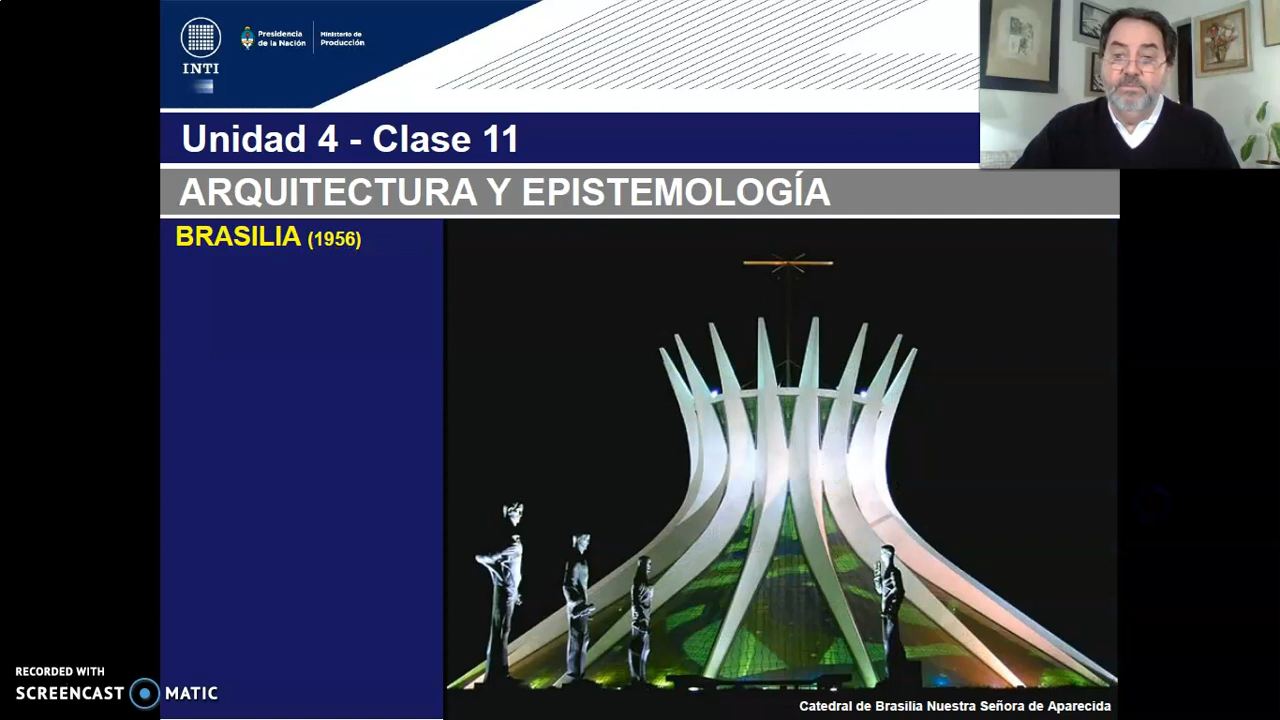 INTI
Presidencia
de la Nación
Ministerio de
Producción
Unidad 4 - Clase 11
ARQUITECTURA Y EPISTEMOLOGÍA
BRASILIA (1956)
RECORDED WITH
SCREENCAST MATIC
Catedral de Brasilia Nuestra Señora de Aparecida